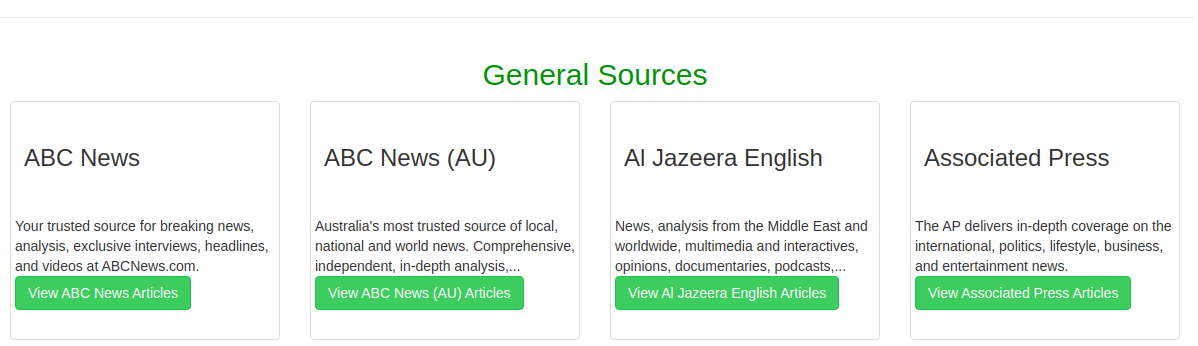 General Sources
ABC News
Your trusted source for breaking news,
analysis, exclusive interviews, headlines,
and videos at ABCNews.com.
View ABC News Articles
ABC News (AU)
Australia's most trusted source of local,
national and world news. Comprehensive,
independent, in-depth analysis,...
View ABC News (AU) Articles
Al Jazeera English
News, analysis from the Middle East and
worldwide, multimedia and interactives,
opinions, documentaries, podcasts,...
View Al Jazeera English Articles
Associated Press
The AP delivers in-depth coverage on the
international, politics, lifestyle, business,
and entertainment news.
View Associated Press Articles